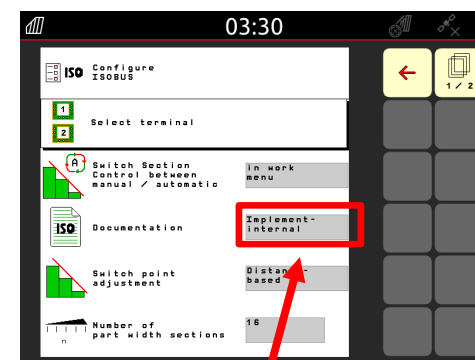 03:30
ISO Configure
ISOBUS
1 / 2
1
2
Select terminal
A
Switch Section
Control between
manual / automatic
in work
menu
ISO
Documentation
Implement-
internal
Switch point
adjustment
Distance-
based
n
Number of
part width sections
16